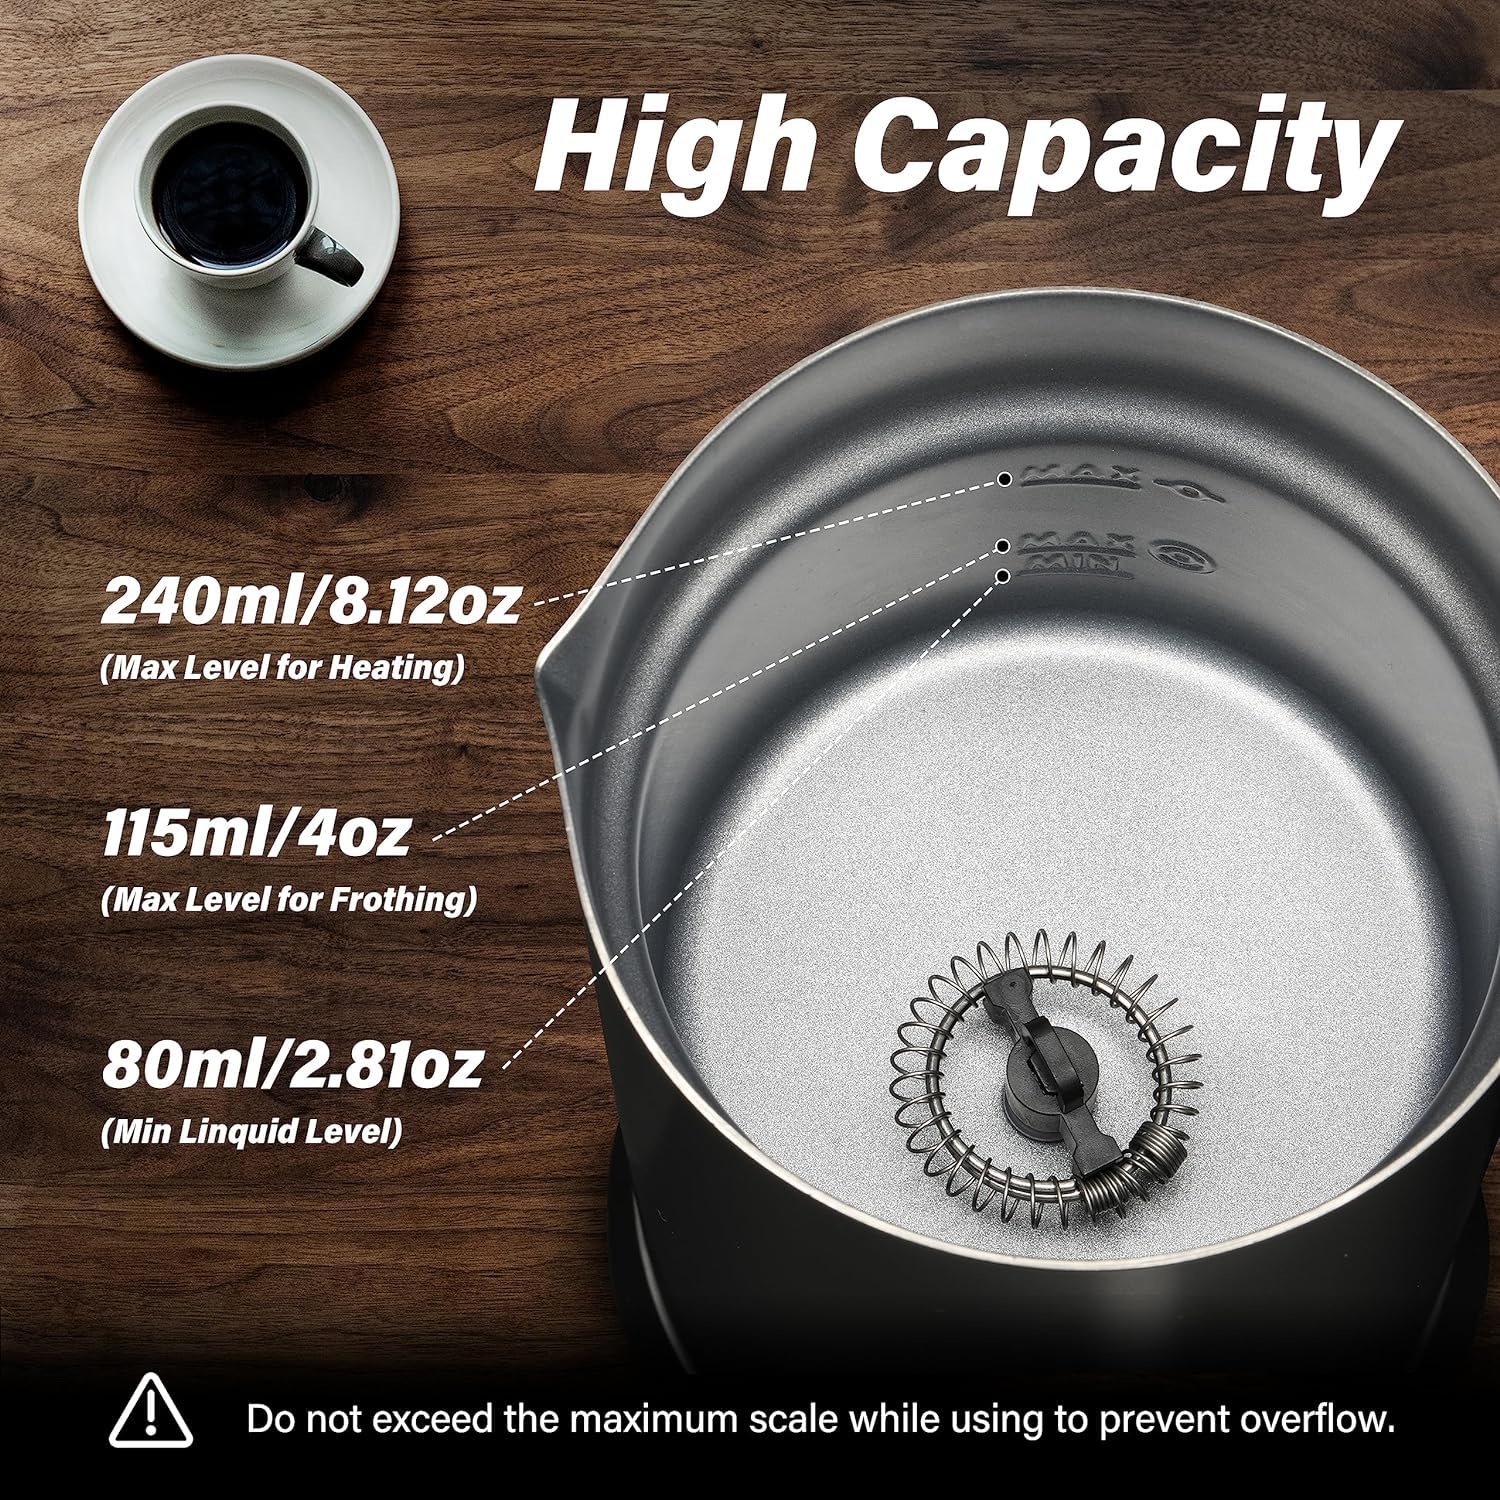 High Capacity
MAX
MAX
MIN
240ml/8.12oz
(Max Level for Heating)
115ml/4oz
(Max Level for Frothing)
80ml/2.81oz
(Min Linquid Level)
Do not exceed the maximum scale while using to prevent overflow.